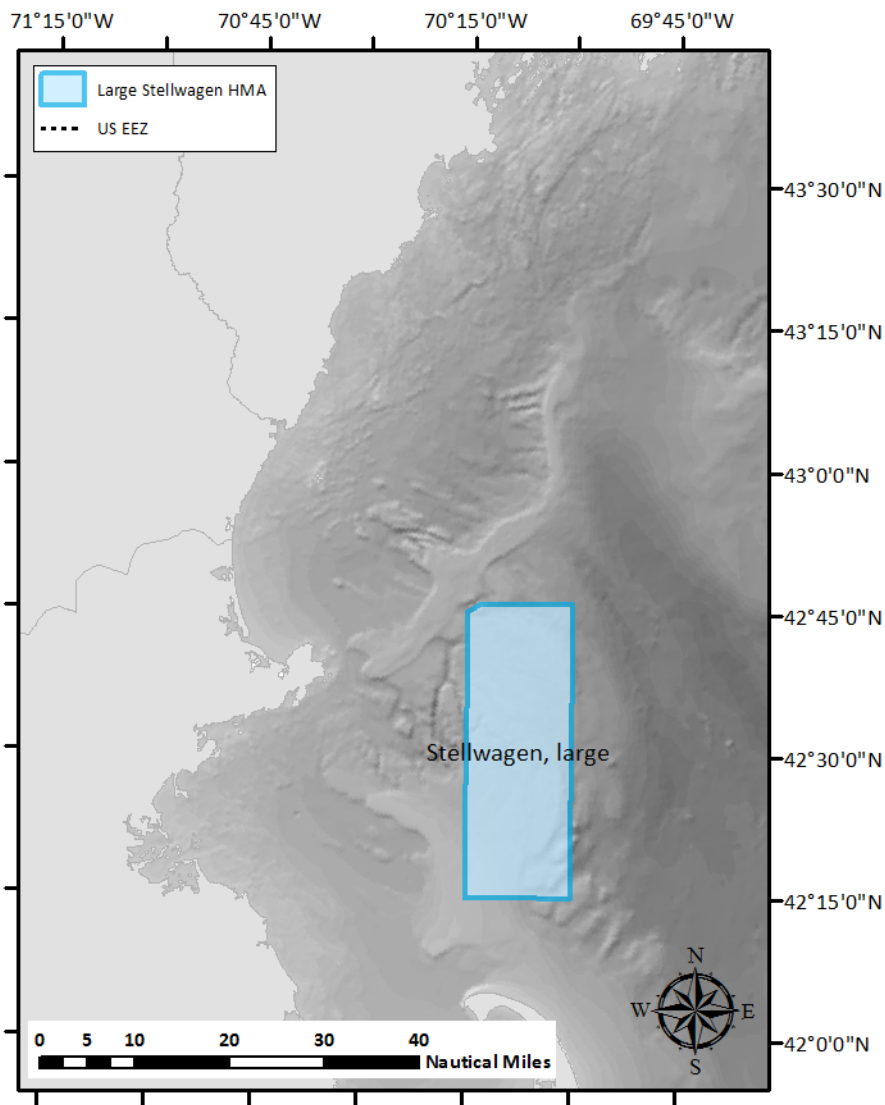 71°15'0"W 70°45'0"W 70°15'0"W 69°45'0"W
Large Stellwagen HMA
US EEZ
43°30'0"N
43°15'0"N
43°0'0"N
42°45'0"N
Stellwagen, large
42°30'0"N
42°15'0"N
N
W E
S
0 5 10 20 30 40
Nautical Miles
42°0'0"N